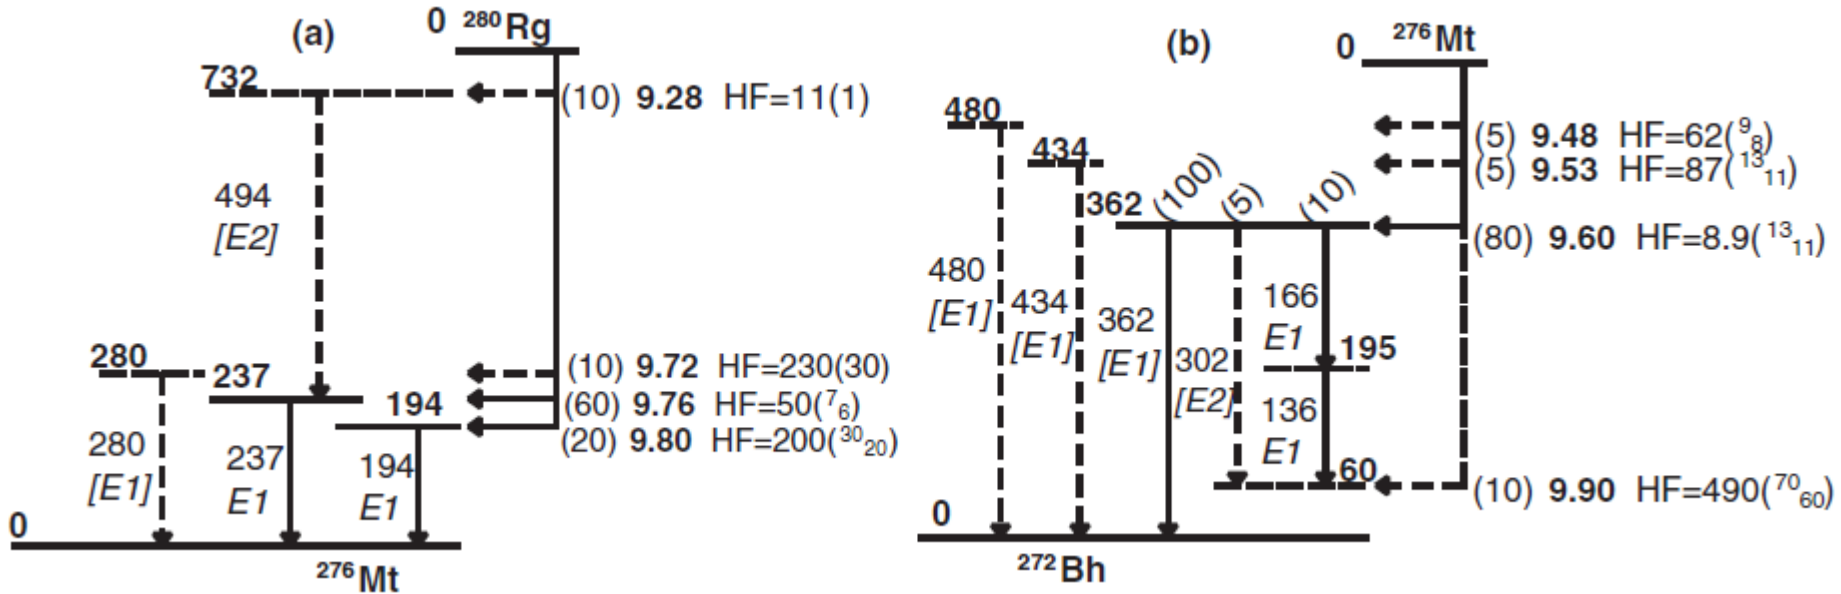 (a)
0 ²⁸⁰Rg
732
(10) 9.28 HF=11(1)
494
[E2]
280
237
194
(10) 9.72 HF=230(30)
(60) 9.76 HF=50(⁷₆)
(20) 9.80 HF=200(³⁰₂₀)
280
[E1]
237
E1
194
E1
0
²⁷⁶Mt
(b)
0 ²⁷⁶Mt
480
434
362
(100)
(5)
(10)
(5) 9.48 HF=62(⁹₈)
(5) 9.53 HF=87(¹³₁₁)
(80) 9.60 HF=8.9(¹³₁₁)
480
[E1]
434
[E1]
362
[E1]
302
[E2]
166
E1
195
136
E1
60
(10) 9.90 HF=490(⁷⁰₆₀)
0
²⁷²Bh